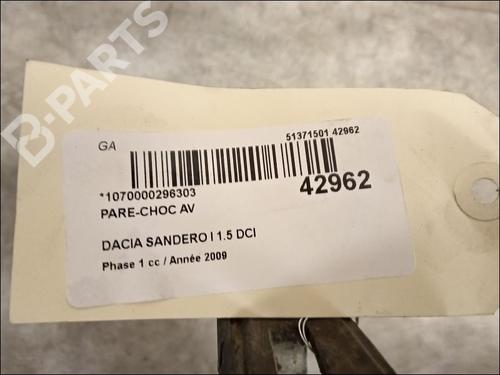 B-PARTS
GA
51371501 42962
*1070000296303
42962
PARE-CHOC AV
DACIA SANDERO I 1.5 DCI
Phase 1 cc / Année 2009